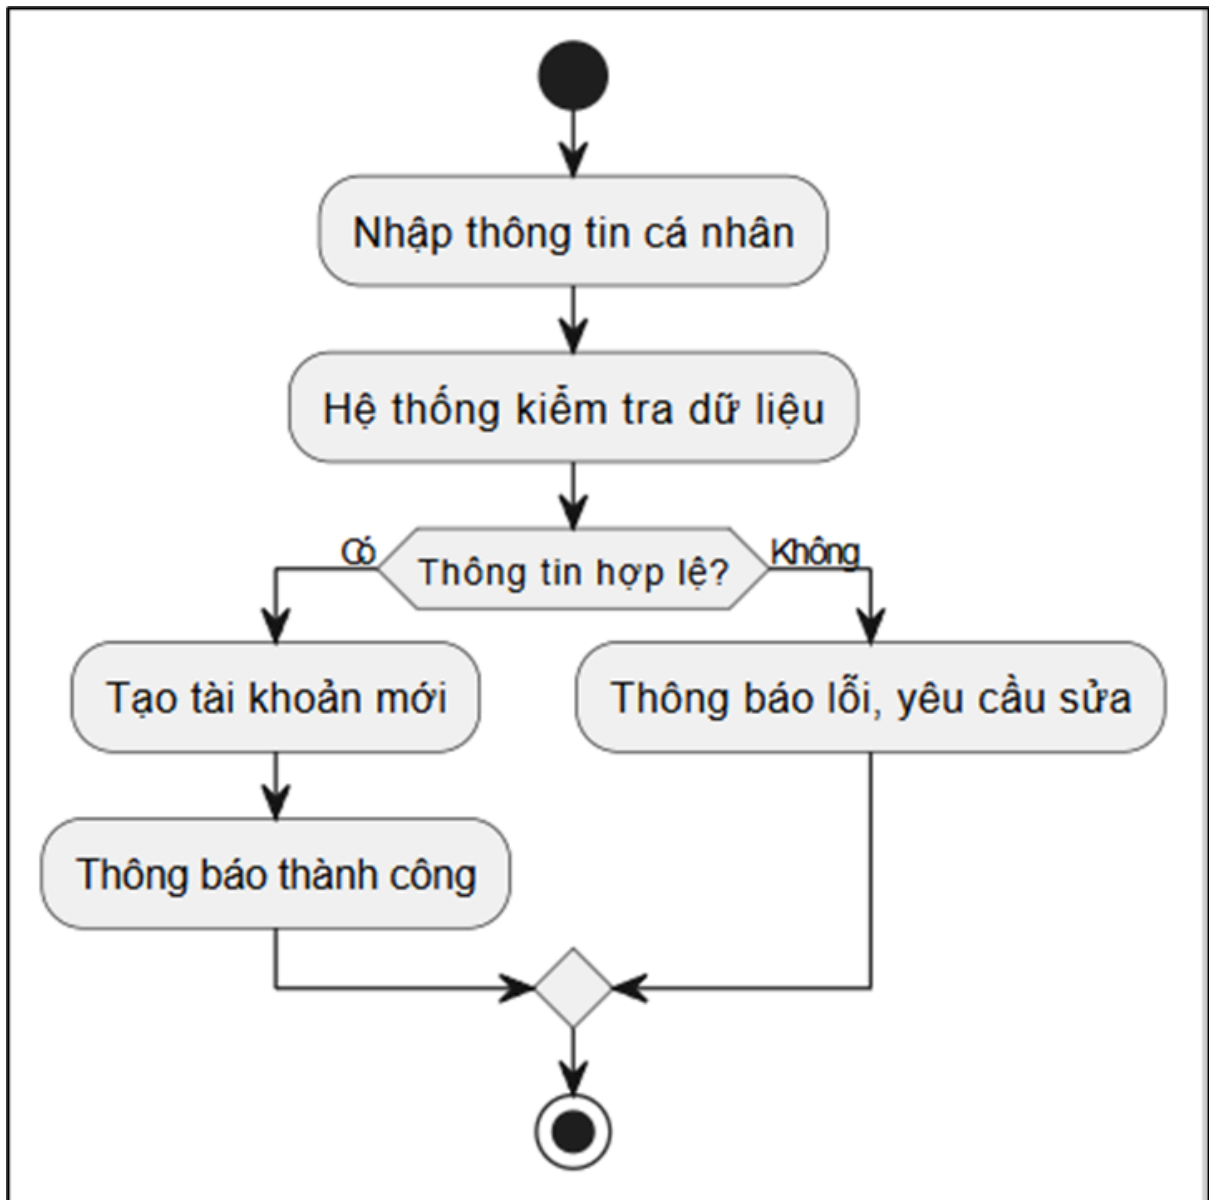 Nhập thông tin cá nhân
Hệ thống kiểm tra dữ liệu
Có
Thông tin hợp lệ?
Không
Tạo tài khoản mới
Thông báo lỗi, yêu cầu sửa
Thông báo thành công